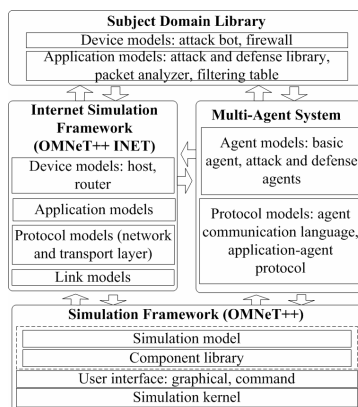 Subject Domain Library
Device models: attack bot, firewall
Application models: attack and defense library,
packet analyzer, filtering table
Internet Simulation
Framework
(OMNeT++ INET)
Device models: host,
router
Application models
Protocol models (network
and transport layer)
Link models
Multi-Agent System
Agent models: basic
agent, attack and defense
agents
Protocol models: agent
communication language,
application-agent
protocol
Simulation Framework (OMNeT++)
Simulation model
Component library
User interface: graphical, command
Simulation kernel